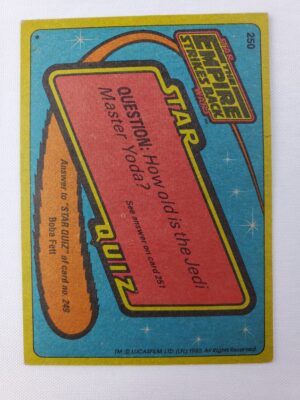 250
STAR
THE
EMPIRE
STRIKES BACK
WARS
STAR
QUIZ
QUESTION: How old is the Jedi
Master Yoda?
See answer on card 251
Answer to "STAR QUIZ" of card no. 249
Boba Fett
TM: © LUCASFILM LTD. (LFL) 1980. All Rights Reserved.